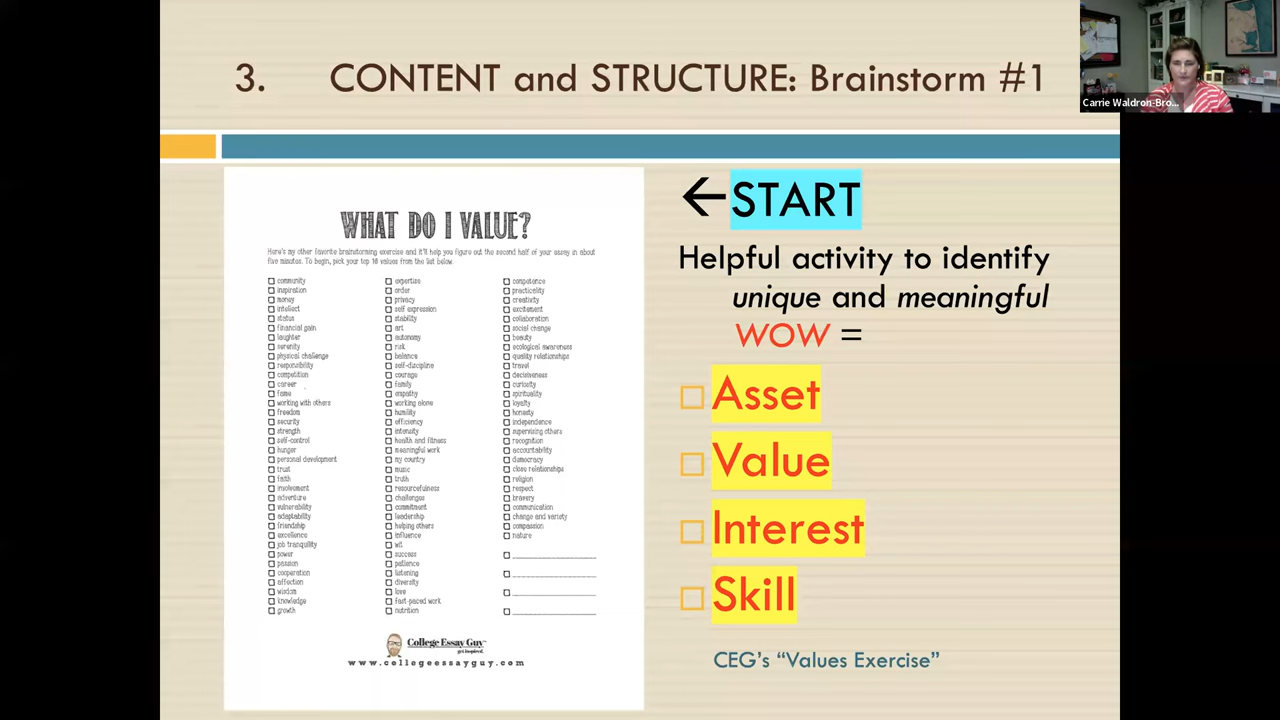 3. CONTENT and STRUCTURE: Brainstorm #1
Carrie Waldron-Bro...
WHAT DO I VALUE?
Here's my other favorite brainstorming exercise and it'll help you figure out the second half of your essay in about
five minutes. To begin, pick your top 10 values from the list below.
community
inspiration
money
intellect
status
financial gain
laughter
serenity
physical challenge
responsibility
competition
career
fame
working with others
freedom
security
strength
self-control
hunger
personal development
trust
faith
involvement
adventure
vulnerability
adaptability
friendship
excellence
job tranquility
power
passion
cooperation
affection
wisdom
knowledge
growth
expertise
order
privacy
self expression
stability
art
autonomy
risk
balance
self-discipline
courage
family
empathy
working alone
humility
efficiency
intensity
health and fitness
meaningful work
my country
music
truth
resourcefulness
challenges
commitment
leadership
helping others
influence
wit
success
patience
listening
diversity
love
fast-paced work
nutrition
competence
practicality
creativity
excitement
collaboration
social change
beauty
ecological awareness
quality relationships
travel
decisiveness
curiosity
spirituality
loyalty
honesty
independence
supervising others
recognition
accountability
democracy
close relationships
religion
respect
bravery
communication
change and variety
compassion
nature
College Essay Guy™
get inspired.
www.collegeessayguy.com
←START
Helpful activity to identify
unique and meaningful
WOW =
Asset
Value
Interest
Skill
CEG's “Values Exercise”